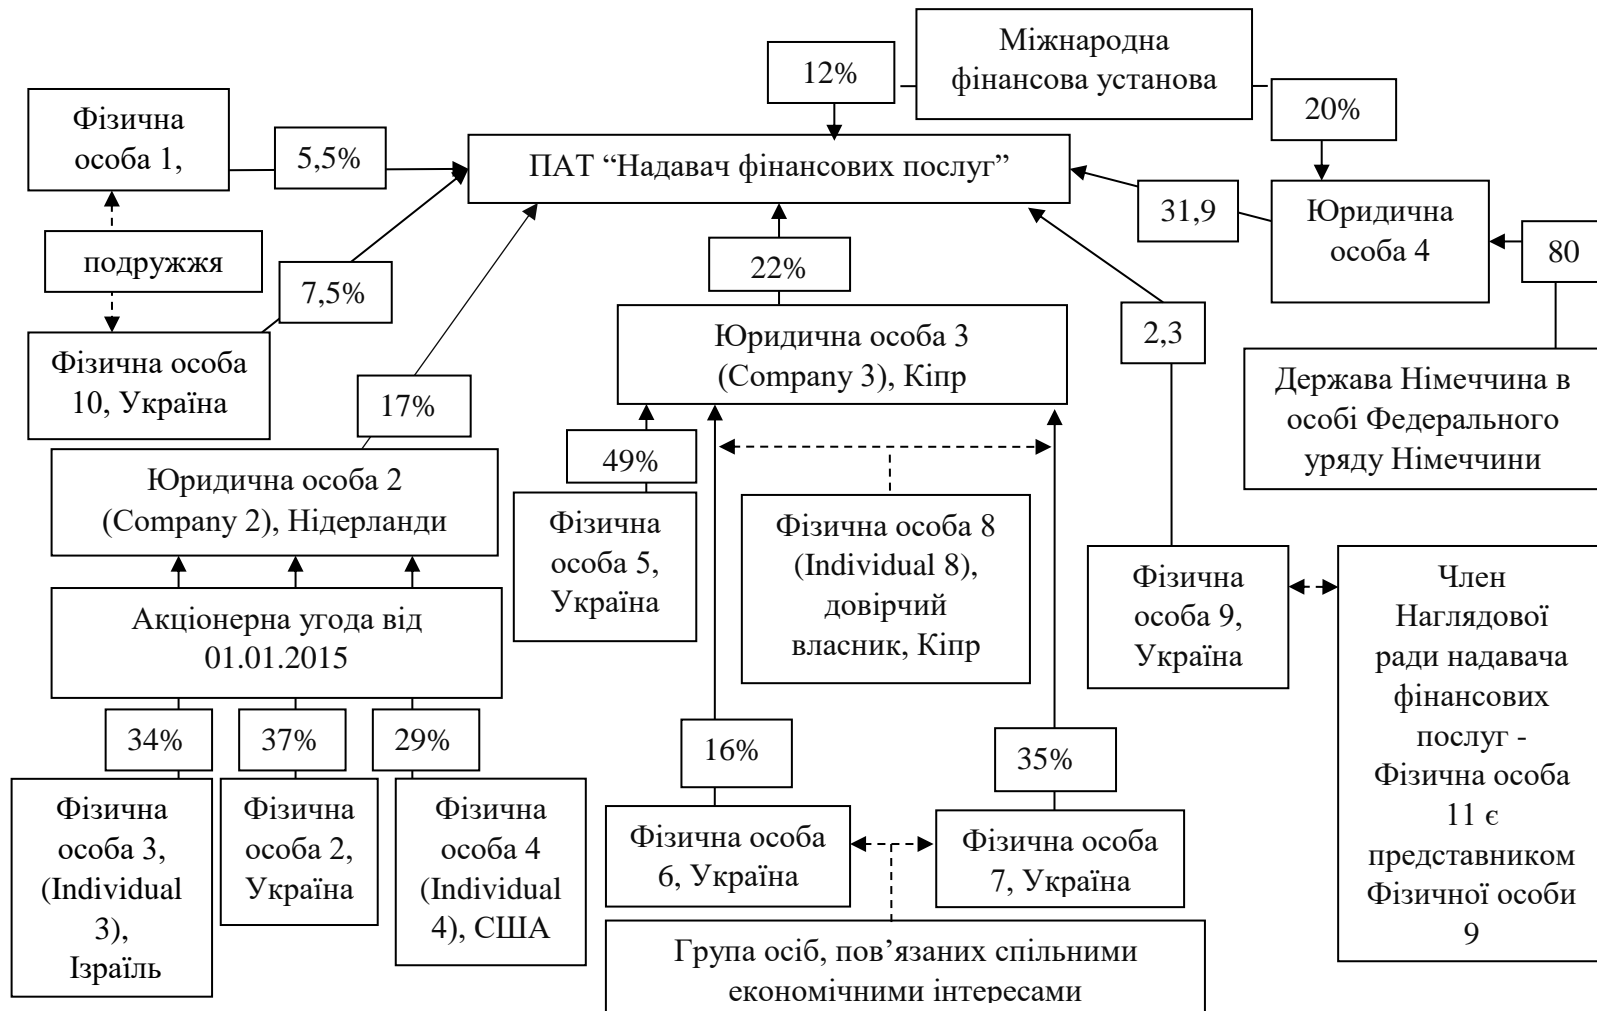 Міжнародна
фінансова установа
12%
20%
Фізична
особа 1,
5,5%
ПАТ “Надавач фінансових послуг”
31,9
Юридична
особа 4
80
подружжя
7,5%
22%
2,3
Фізична особа
10, Україна
17%
Юридична особа 3
(Company 3), Кіпр
Держава Німеччина в
особі Федерального
уряду Німеччини
Юридична особа 2
(Company 2), Нідерланди
49%
Фізична
особа 5,
Україна
Фізична особа 8
(Individual 8),
довірчий
власник, Кіпр
Фізична
особа 9,
Україна
Член
Наглядової
ради надавача
фінансових
послуг -
Фізична особа
11 є
представником
Фізичної особи
9
Акціонерна угода від
01.01.2015
34%
37%
29%
16%
35%
Фізична
особа 3,
(Individual
3),
Ізраїль
Фізична
особа 2,
Україна
Фізична
особа 4
(Individual
4), США
Фізична особа
6, Україна
Фізична особа
7, Україна
Група осіб, пов’язаних спільними
економічними інтересами